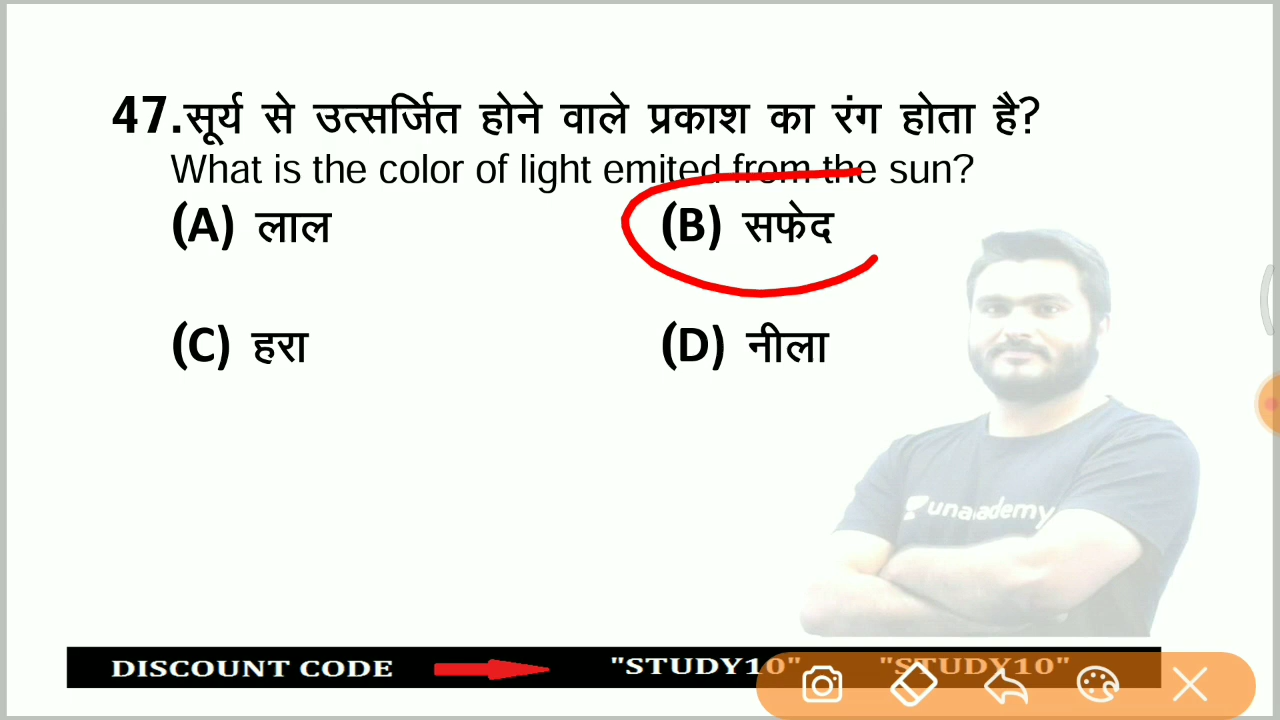 47.सूर्य से उत्सर्जित होने वाले प्रकाश का रंग होता है?
What is the color of light emited from the sun?
(A) लाल
(B) सफेद
(C) हरा
(D) नीला
unacademy
DISCOUNT CODE "STUDY10" "STUDY10"